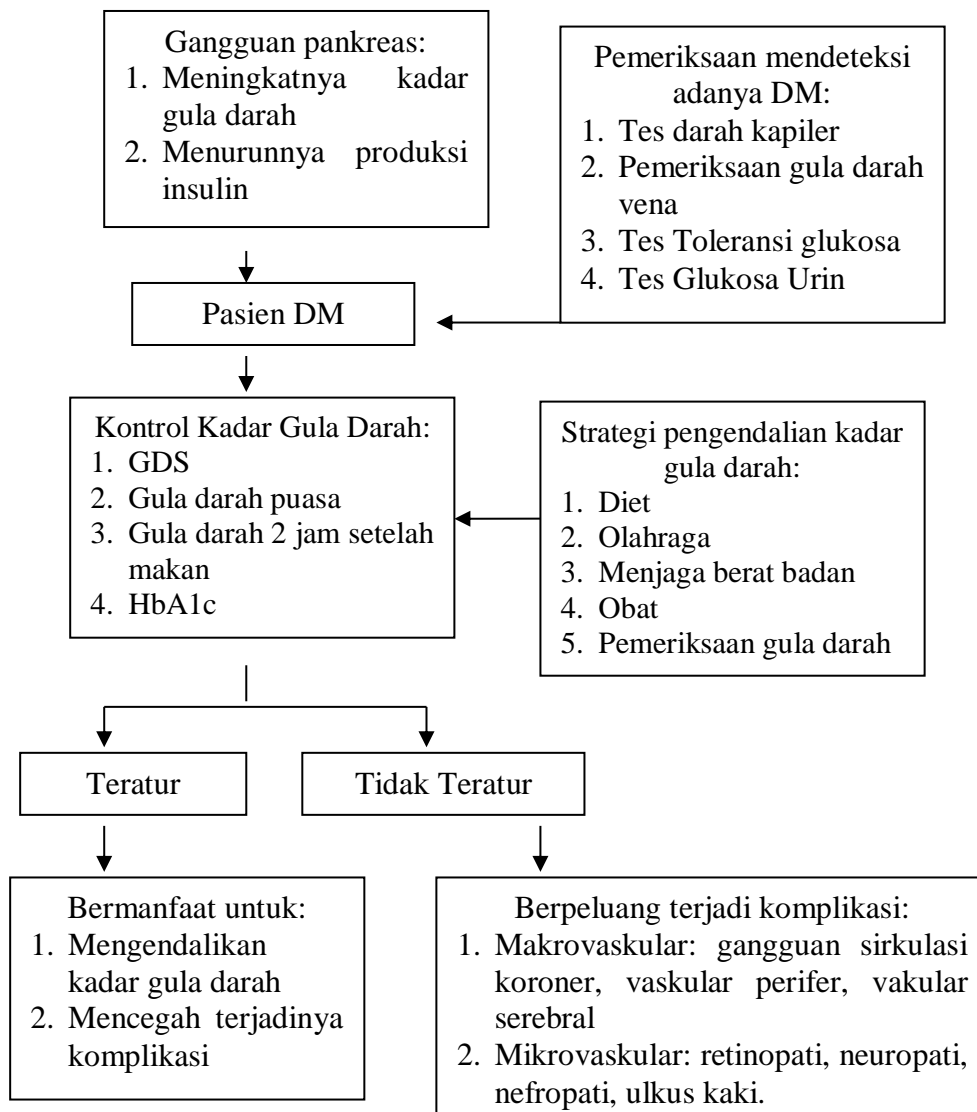 Gangguan pankreas:
1. Meningkatnya kadar
gula darah
2. Menurunnya produksi
insulin
Pemeriksaan mendeteksi
adanya DM:
1. Tes darah kapiler
2. Pemeriksaan gula darah
vena
3. Tes Toleransi glukosa
4. Tes Glukosa Urin
Pasien DM
Kontrol Kadar Gula Darah:
1. GDS
2. Gula darah puasa
3. Gula darah 2 jam setelah
makan
4. HbA1c
Strategi pengendalian kadar
gula darah:
1. Diet
2. Olahraga
3. Menjaga berat badan
4. Obat
5. Pemeriksaan gula darah
Teratur
Tidak Teratur
Bermanfaat untuk:
1. Mengendalikan
kadar gula darah
2. Mencegah terjadinya
komplikasi
Berpeluang terjadi komplikasi:
1. Makrovaskular: gangguan sirkulasi
koroner, vaskular perifer, vakular
serebral
2. Mikrovaskular: retinopati, neuropati,
nefropati, ulkus kaki.